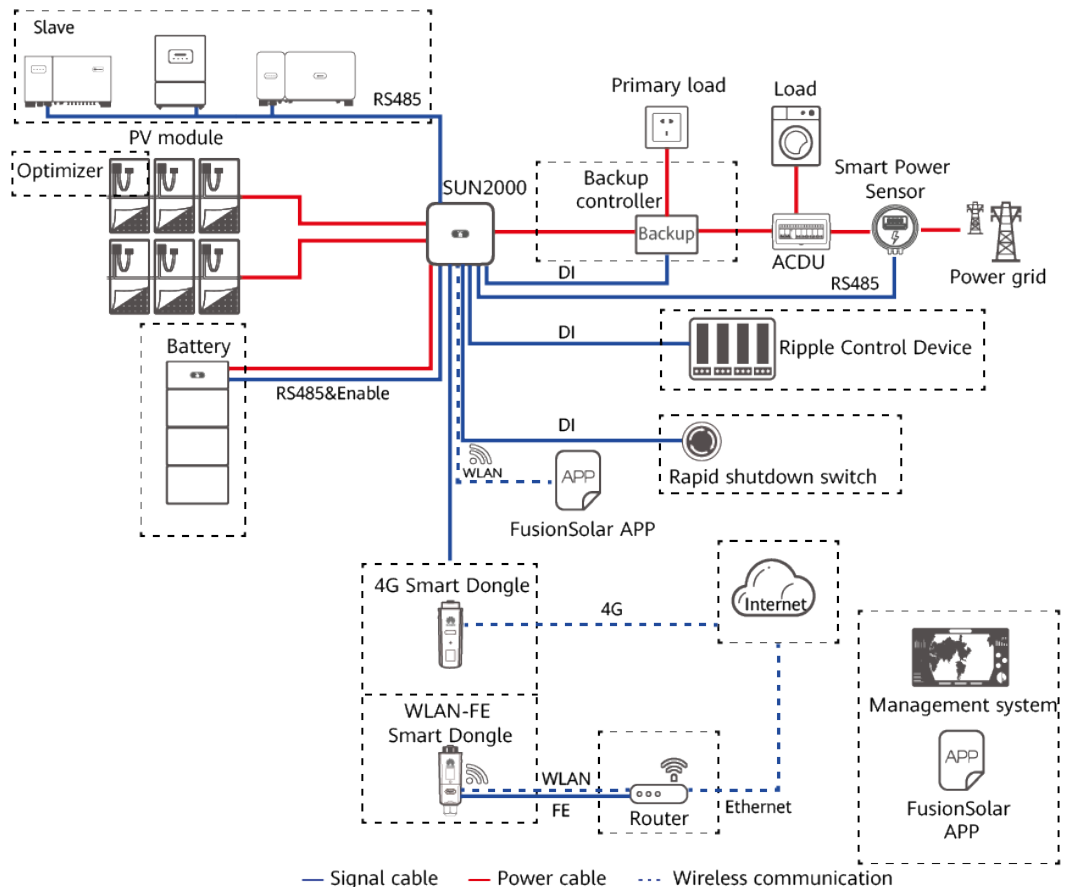 Slave
RS485
PV module
Optimizer
SUN2000
Primary load
Load
Backup
controller
Backup
Smart Power
Sensor
ACDU
Power grid
DI
RS485
DI
Ripple Control Device
Battery
RS485&Enable
DI
Rapid shutdown switch
WLAN
APP
FusionSolar APP
4G Smart Dongle
4G
Internet
WLAN-FE
Smart Dongle
WLAN
FE
Router
Ethernet
Management system
APP
FusionSolar
APP
Signal cable
Power cable
Wireless communication